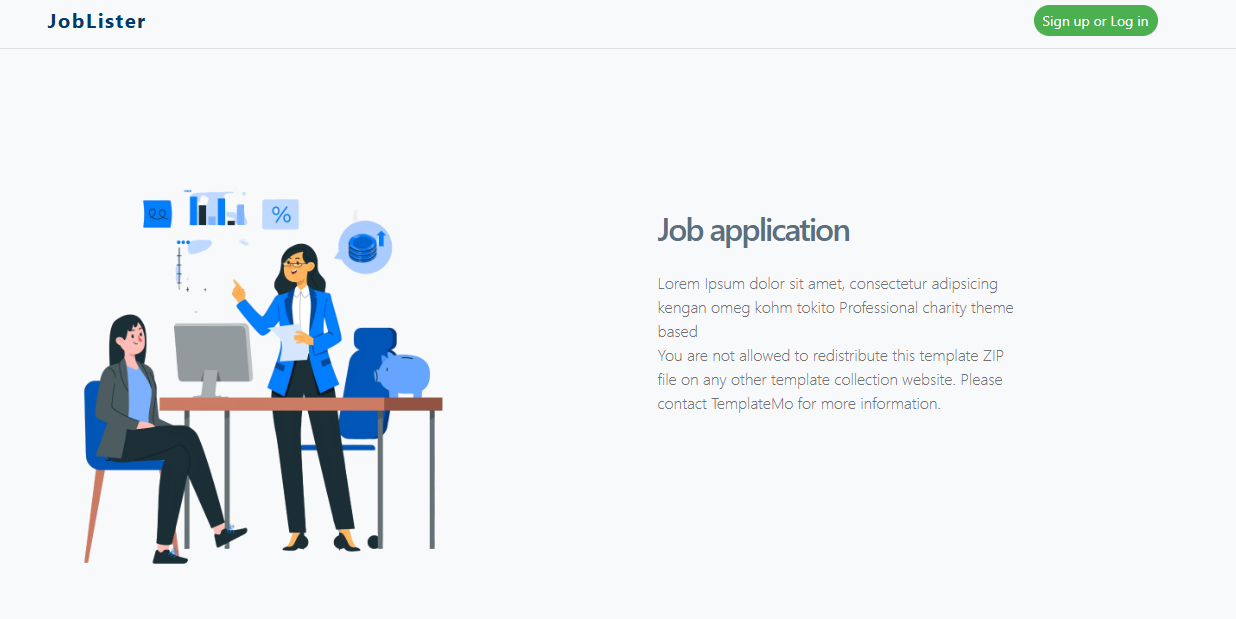 JobLister
Sign up or Log in
%
Job application
Lorem Ipsum dolor sit amet, consectetur adipsicing
kengan omeg kohm tokito Professional charity theme
based
You are not allowed to redistribute this template ZIP
file on any other template collection website. Please
contact TemplateMo for more information.